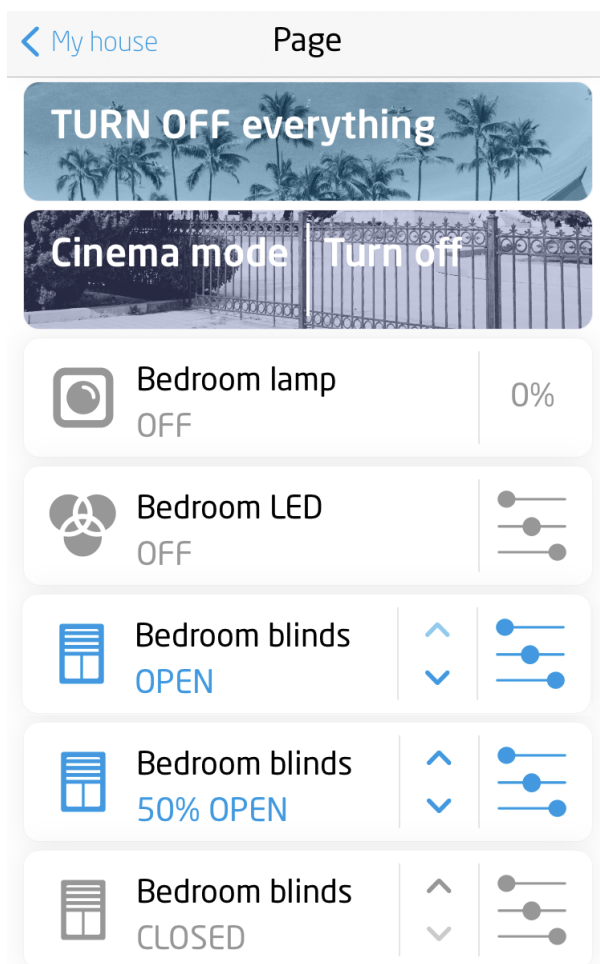 My house
Page
TURN OFF everything
Cinema mode
Turn off
Bedroom lamp
OFF
0%
Bedroom LED
OFF
Bedroom blinds
OPEN
Bedroom blinds
50% OPEN
Bedroom blinds
CLOSED